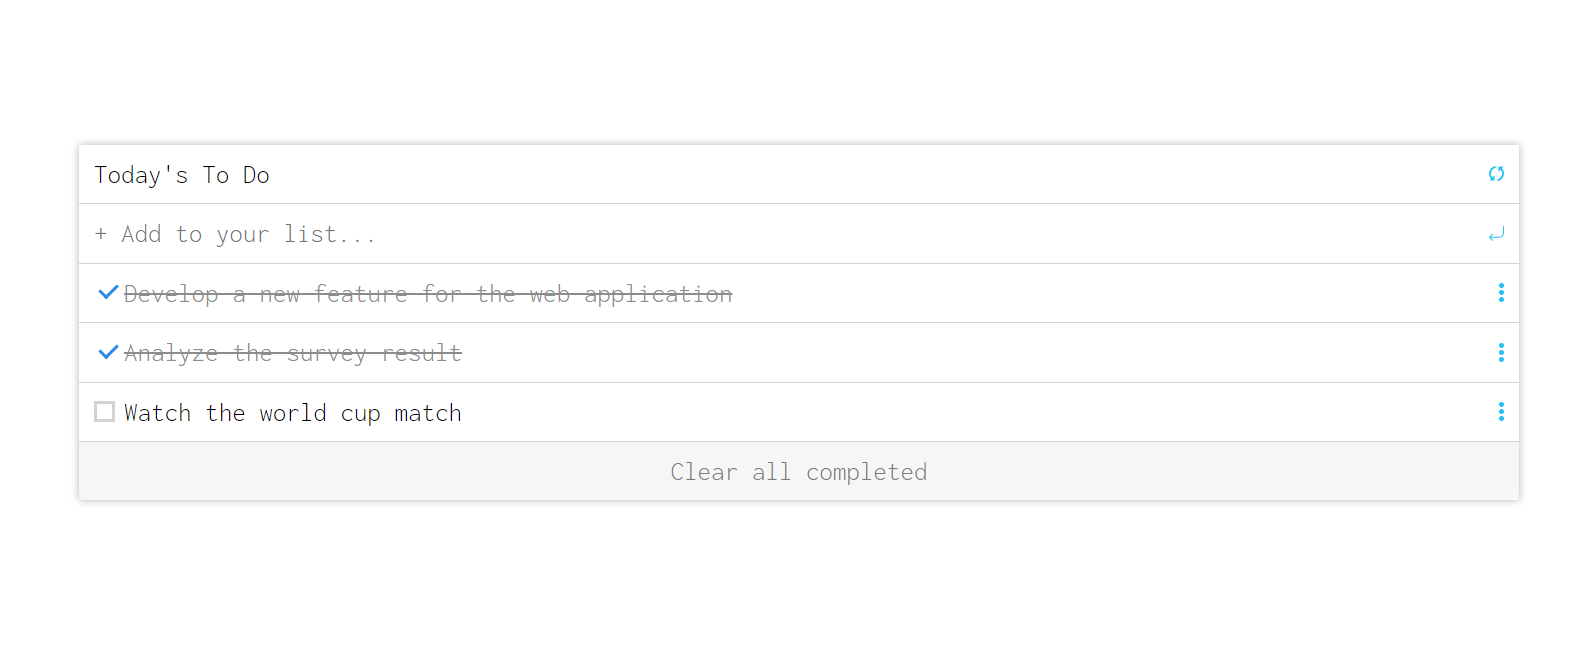 Today's To Do
+ Add to your list...
Develop a new feature for the web application
Analyze the survey result
Watch the world cup match
Clear all completed